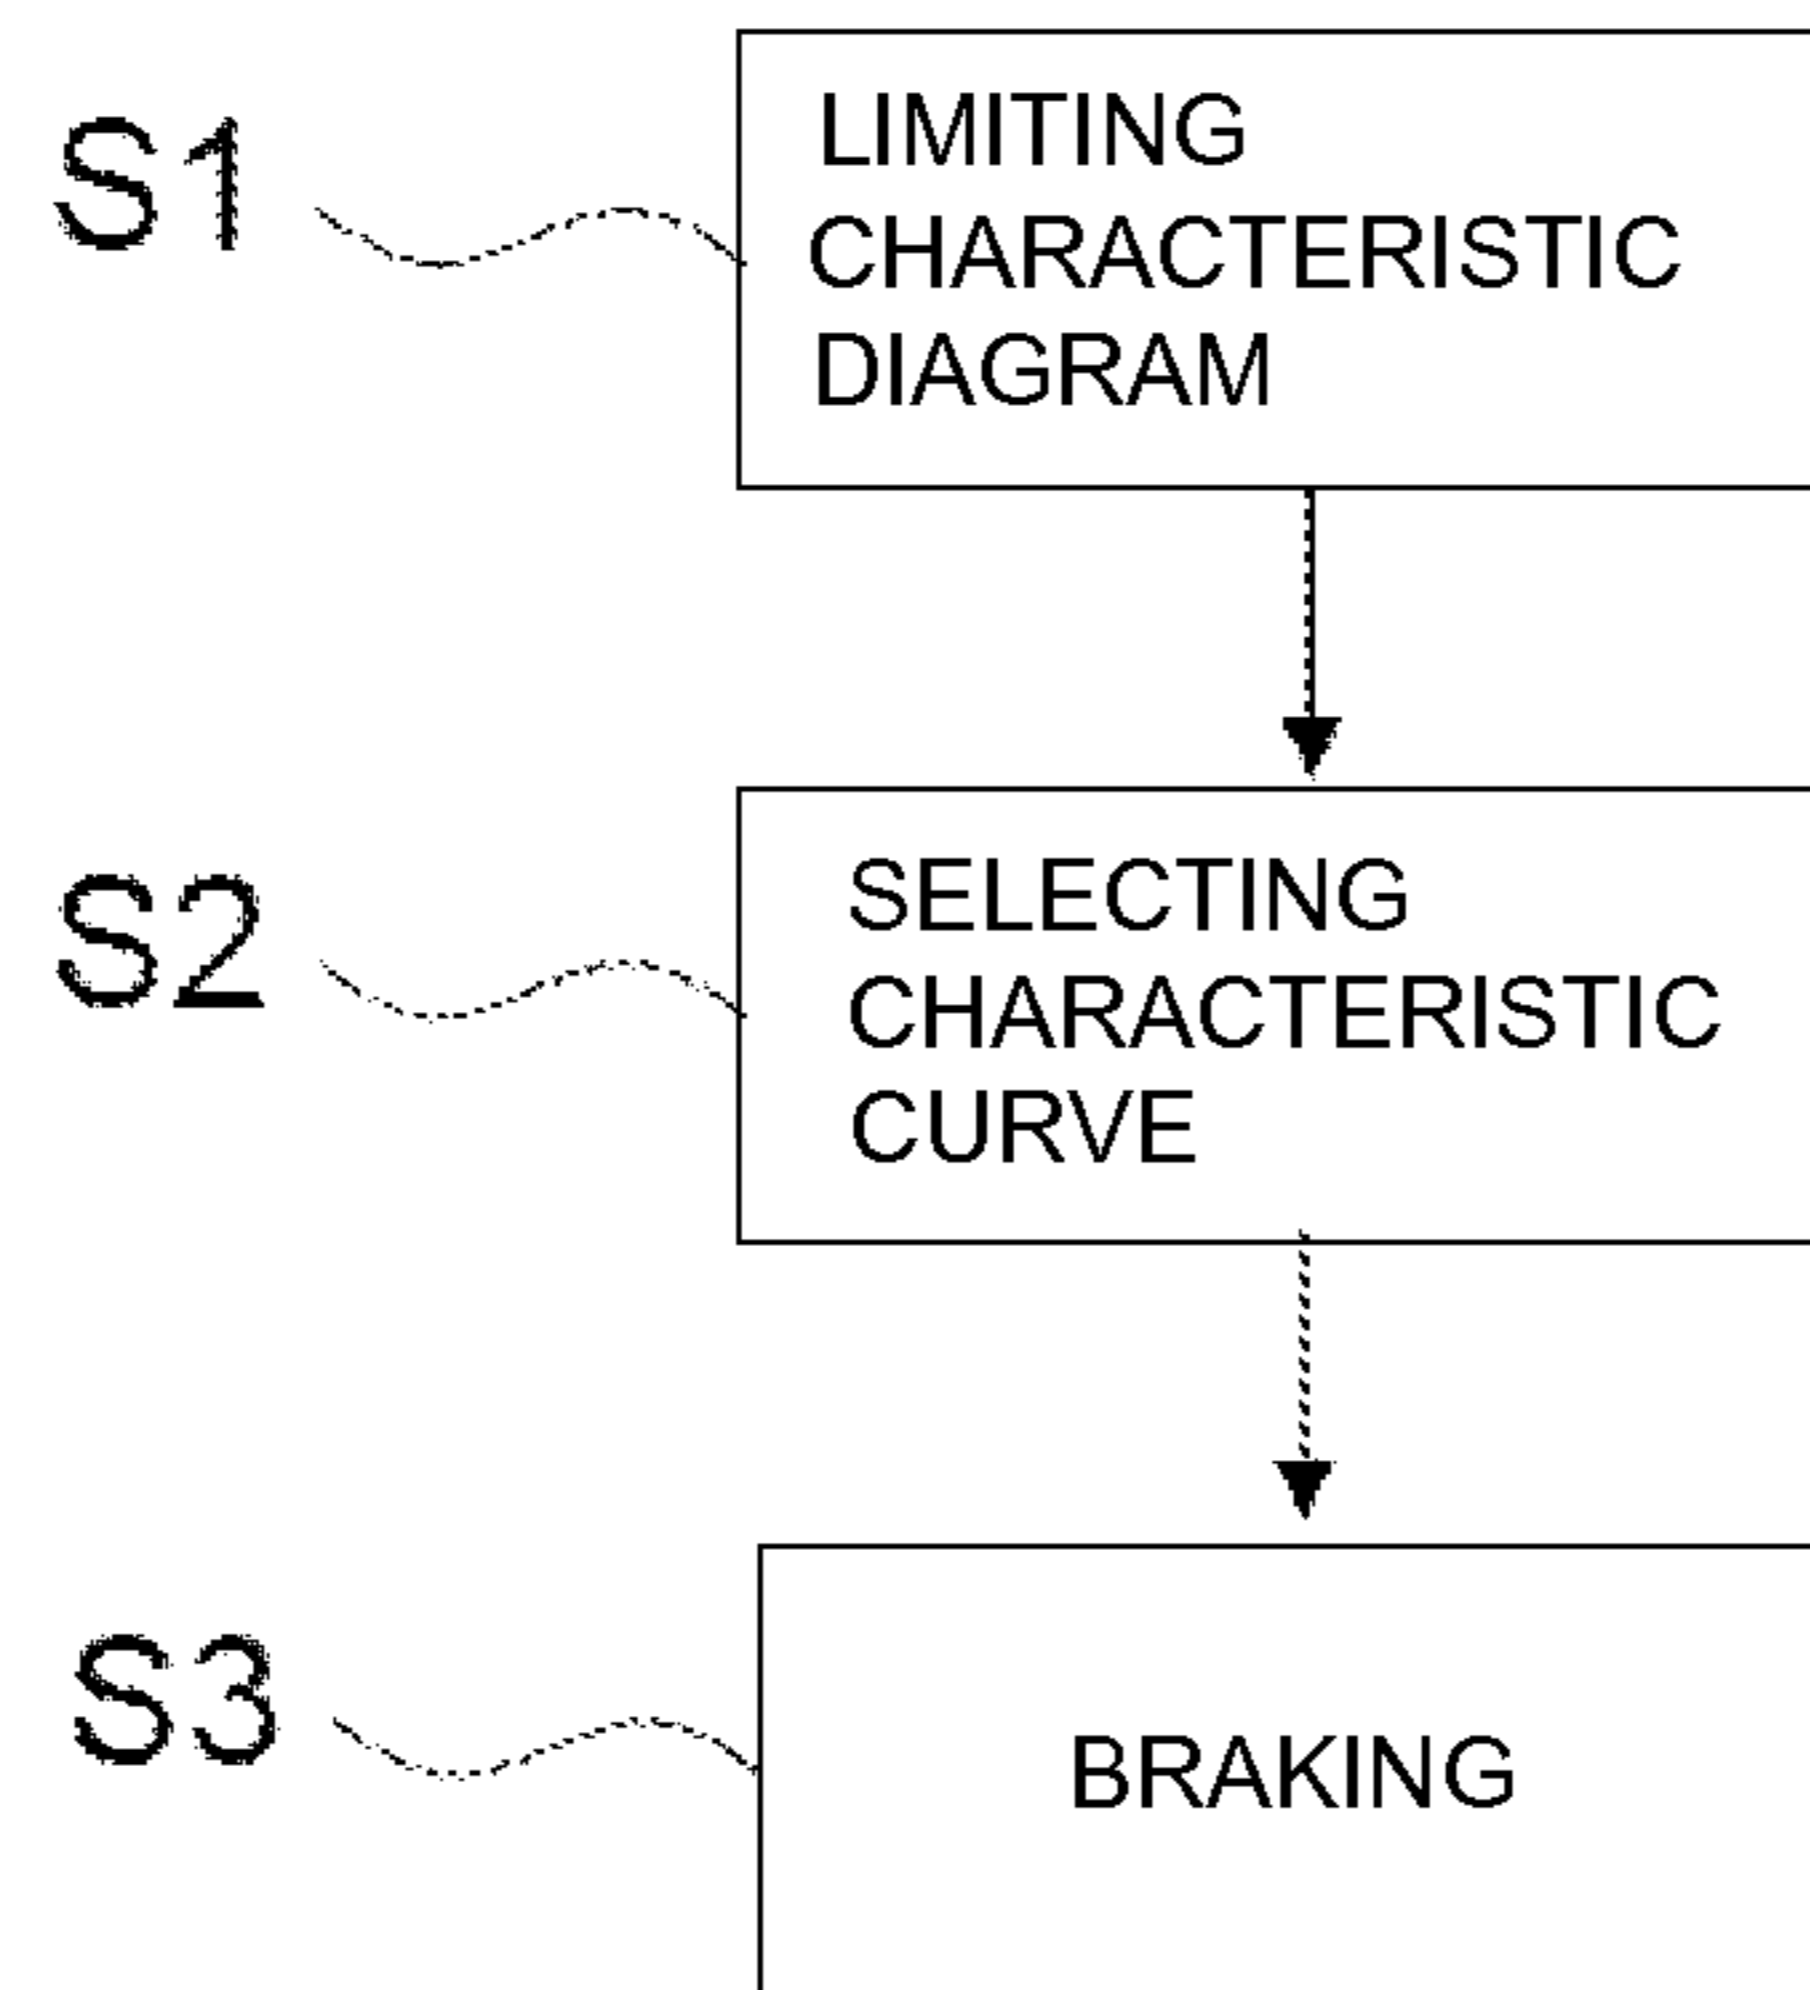 S1
LIMITING
CHARACTERISTIC
DIAGRAM
S2
SELECTING
CHARACTERISTIC
CURVE
S3
BRAKING